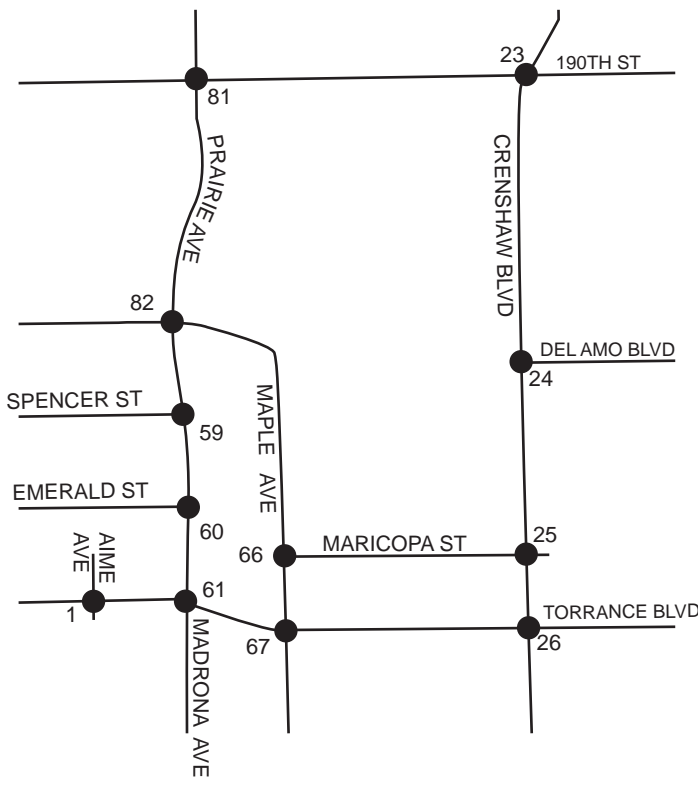 23
190TH ST
81
PRAIRIE AVE
CRENSHAW BLVD
82
DEL AMO BLVD
24
SPENCER ST
59
MAPLE AVE
EMERALD ST
60
25
66
MARICOPA ST
AIME
AVE
61
1
TORRANCE BLVD
67
26
MADRONA AVE